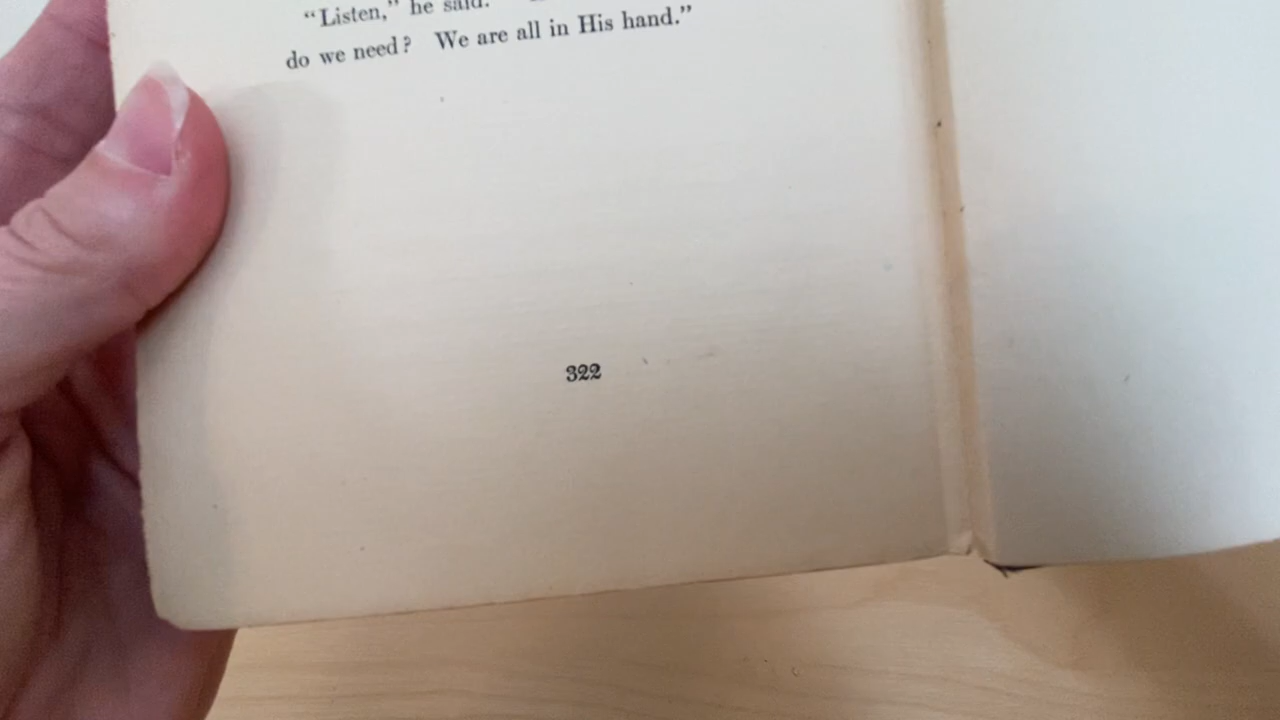 “Listen,” he said.
do we need? We are all in His hand.”
322